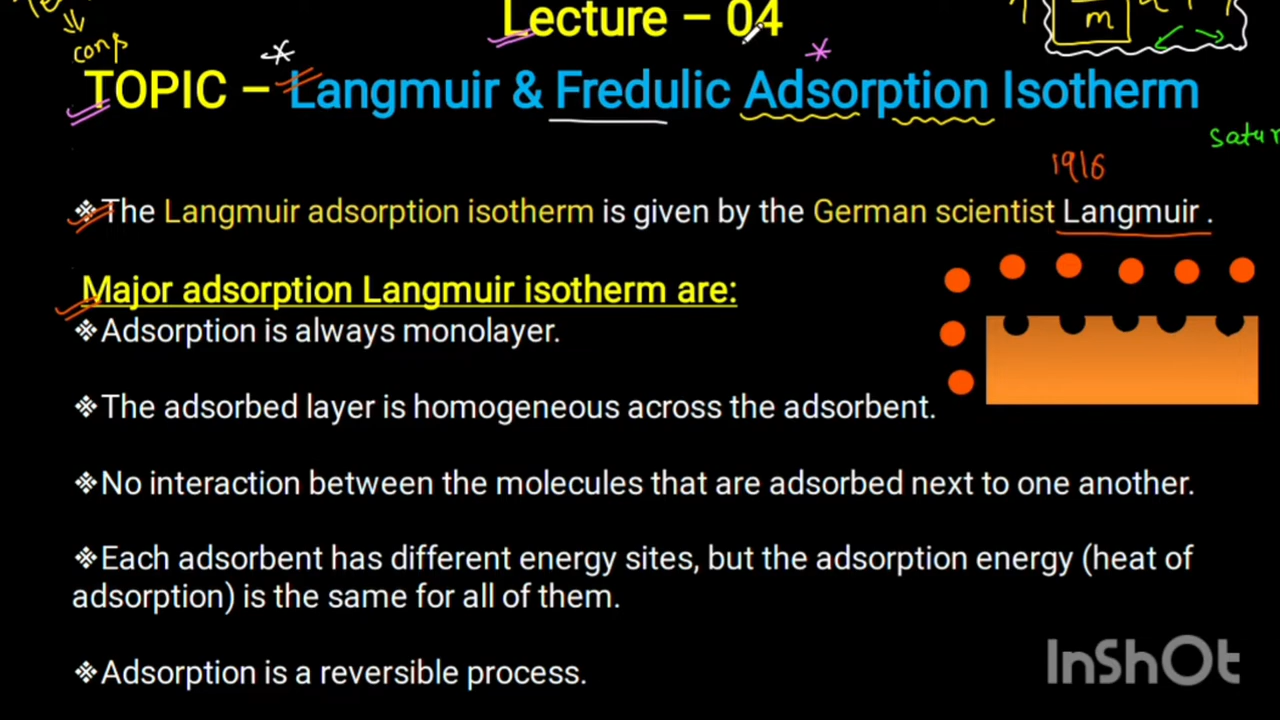 Lecture – 04
m
comp
TOPIC – Langmuir & Fredulic Adsorption Isotherm
satur
1916
❖The Langmuir adsorption isotherm is given by the German scientist Langmuir .
Major adsorption Langmuir isotherm are:
❖Adsorption is always monolayer.
❖The adsorbed layer is homogeneous across the adsorbent.
❖No interaction between the molecules that are adsorbed next to one another.
❖Each adsorbent has different energy sites, but the adsorption energy (heat of
adsorption) is the same for all of them.
❖Adsorption is a reversible process.
InShOt